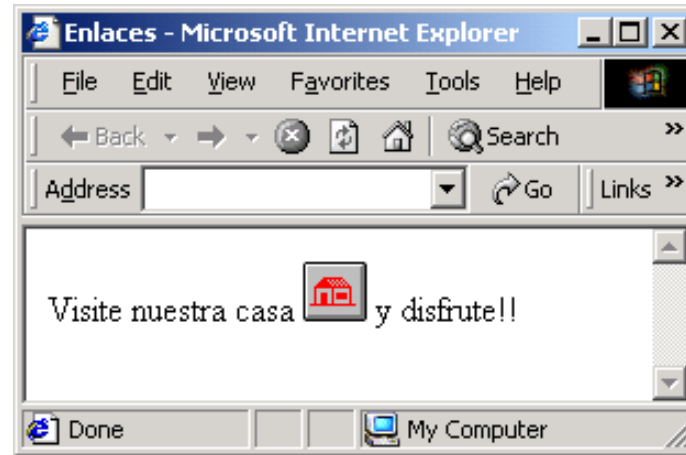 Enlaces - Microsoft Internet Explorer
File Edit View Favorites Tools Help
Back Search
Address Go Links
Visite nuestra casa y disfrute!!
Done My Computer